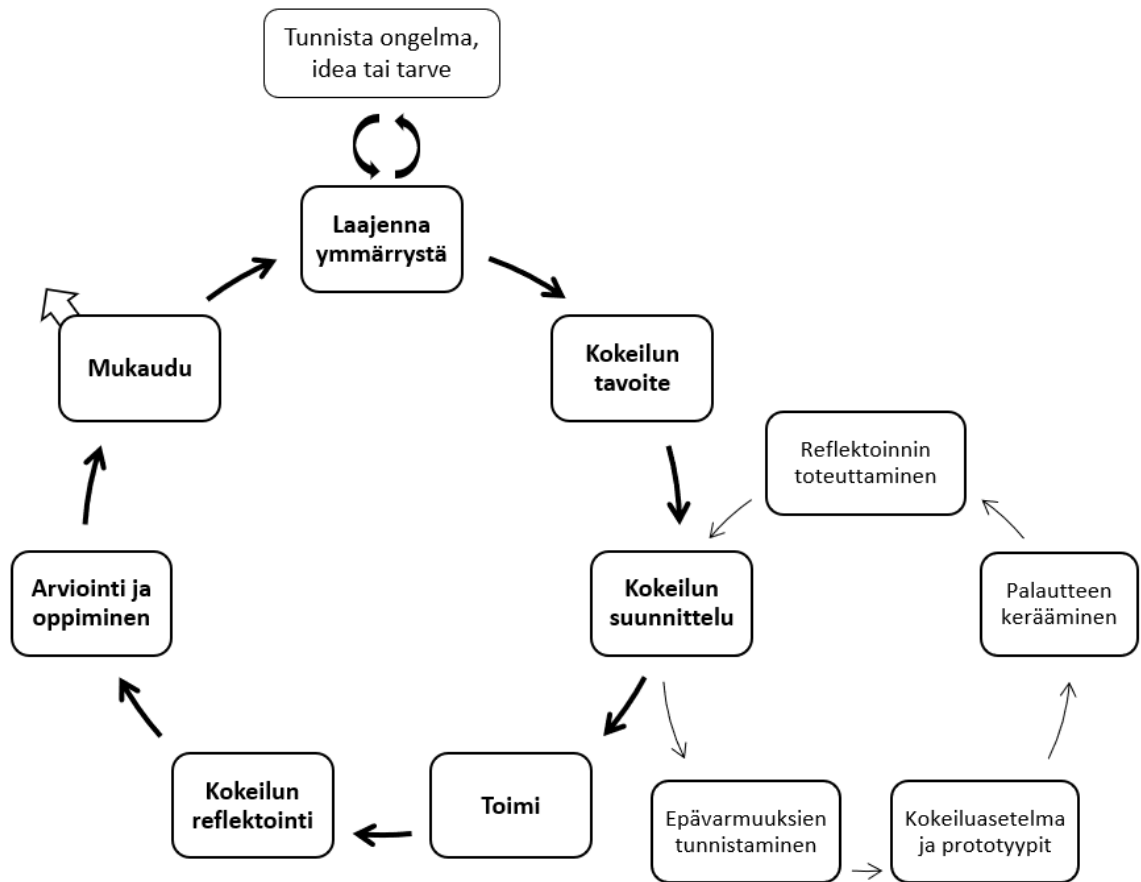 Tunnista ongelma,
idea tai tarve
Laajenna
ymmärrystä
Kokeilun
tavoite
Kokeilun
suunnittelu
Toimi
Kokeilun
reflektointi
Arviointi ja
oppiminen
Mukaudu
Epävarmuuksien
tunnistaminen
Kokeiluasetelma
ja prototyypit
Palautteen
kerääminen
Reflektoinnin
toteuttaminen